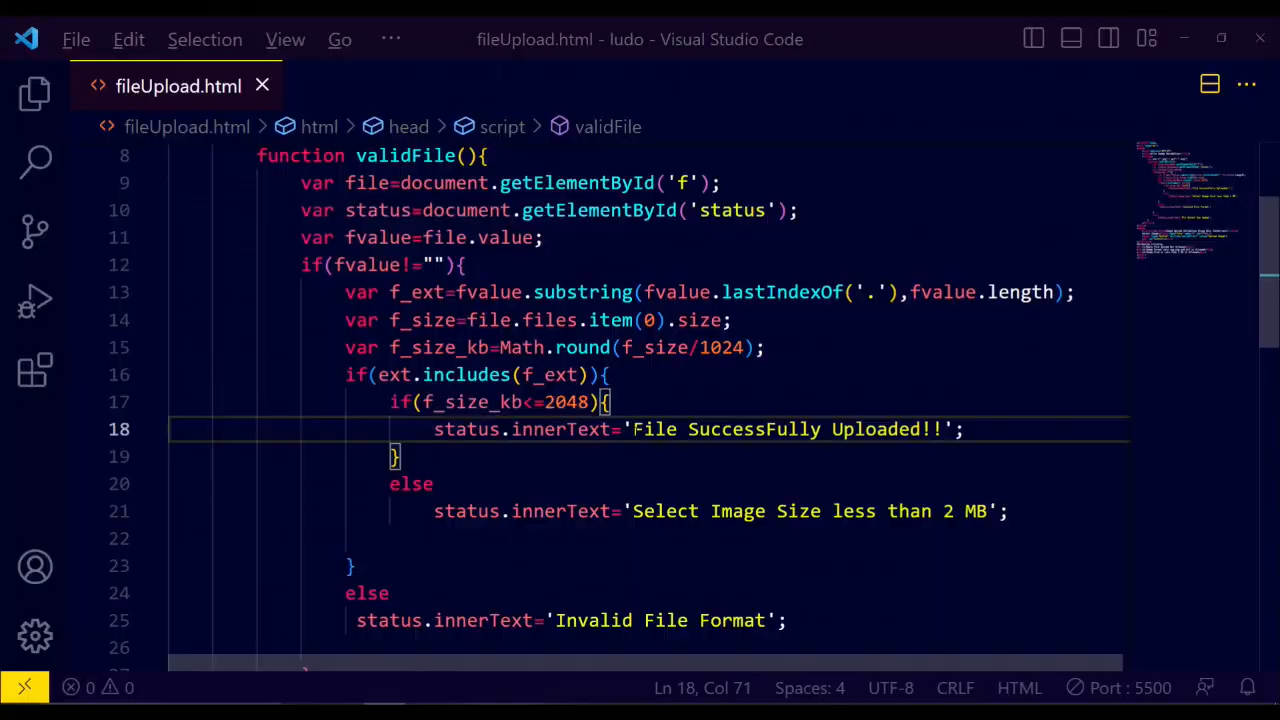 File Edit Selection View Go ··· fileUpload.html - ludo - Visual Studio Code
fileUpload.html
fileUpload.html > html > head > script > validFile
8 function validFile(){
9 var file=document.getElementById('f');
10 var status=document.getElementById('status');
11 var fvalue=file.value;
12 if(fvalue!=""){
13 var f_ext=fvalue.substring(fvalue.lastIndexOf('.'),fvalue.length);
14 var f_size=file.files.item(0).size;
15 var f_size_kb=Math.round(f_size/1024);
16 if(ext.includes(f_ext)){
17 if(f_size_kb<=2048){
18 status.innerText='File SuccessFully Uploaded!!';
19 }
20 else
21 status.innerText='Select Image Size less than 2 MB';
22
23 }
24 else
25 status.innerText='Invalid File Format';
26
0 0 Ln 18, Col 71 Spaces: 4 UTF-8 CRLF HTML Port : 5500